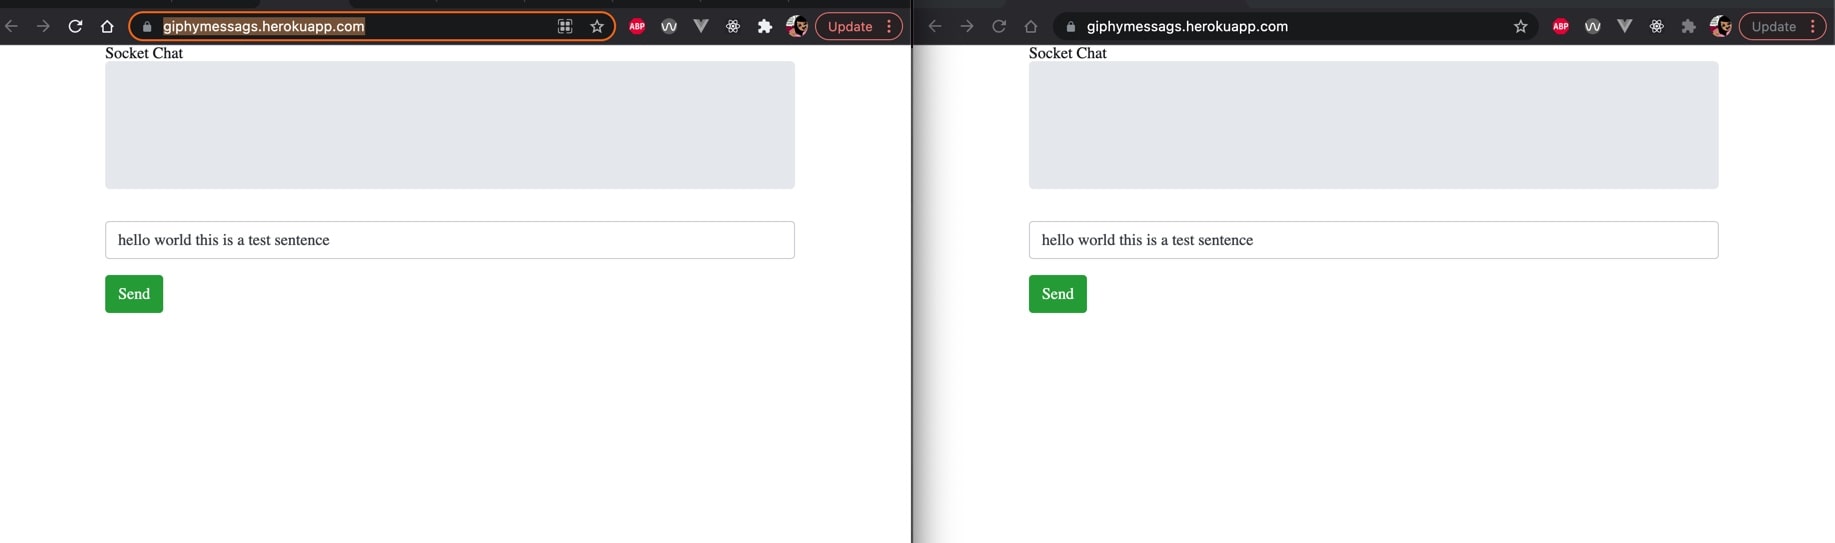 giphymessags.herokuapp.com
ABP
Update
Socket Chat
hello world this is a test sentence
Send
giphymessags.herokuapp.com
ABP
Update
Socket Chat
hello world this is a test sentence
Send